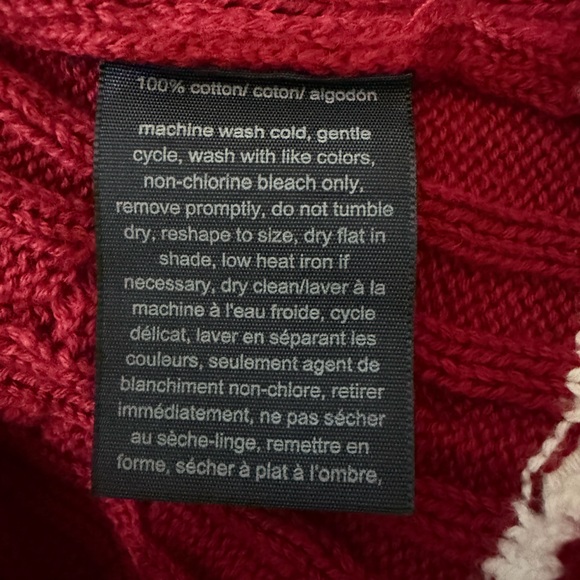 100% cotton/ coton/ algodón
machine wash cold, gentle
cycle, wash with like colors,
non-chlorine bleach only,
remove promptly, do not tumble
dry, reshape to size, dry flat in
shade, low heat iron if
necessary, dry clean/laver à la
machine à l'eau froide, cycle
délicat, laver en séparant les
couleurs, seulement agent de
blanchiment non-chlore, retirer
immédiatement, ne pas sécher
au sèche-linge, remettre en
forme, sécher à plat à l'ombre,